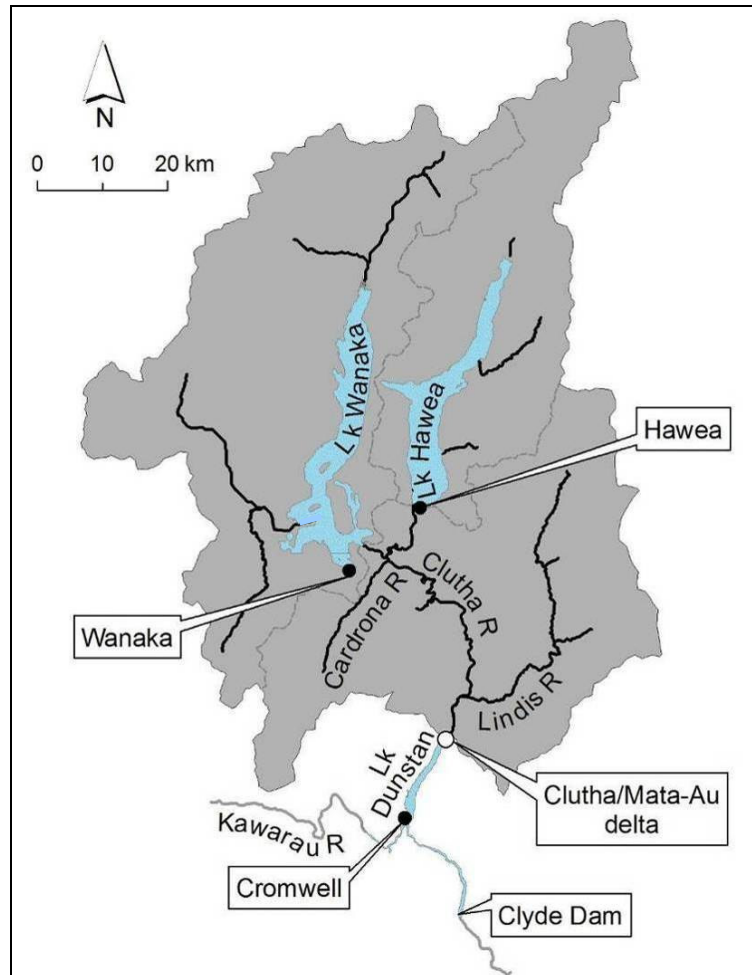 N
0 10 20 km
Lk Wanaka
Lk Hawea
Hawea
Clutha R
Cardrona R
Wanaka
Lindis R
Lk
Dunstan
Clutha/Mata-Au
delta
Kawarau R
Cromwell
Clyde Dam